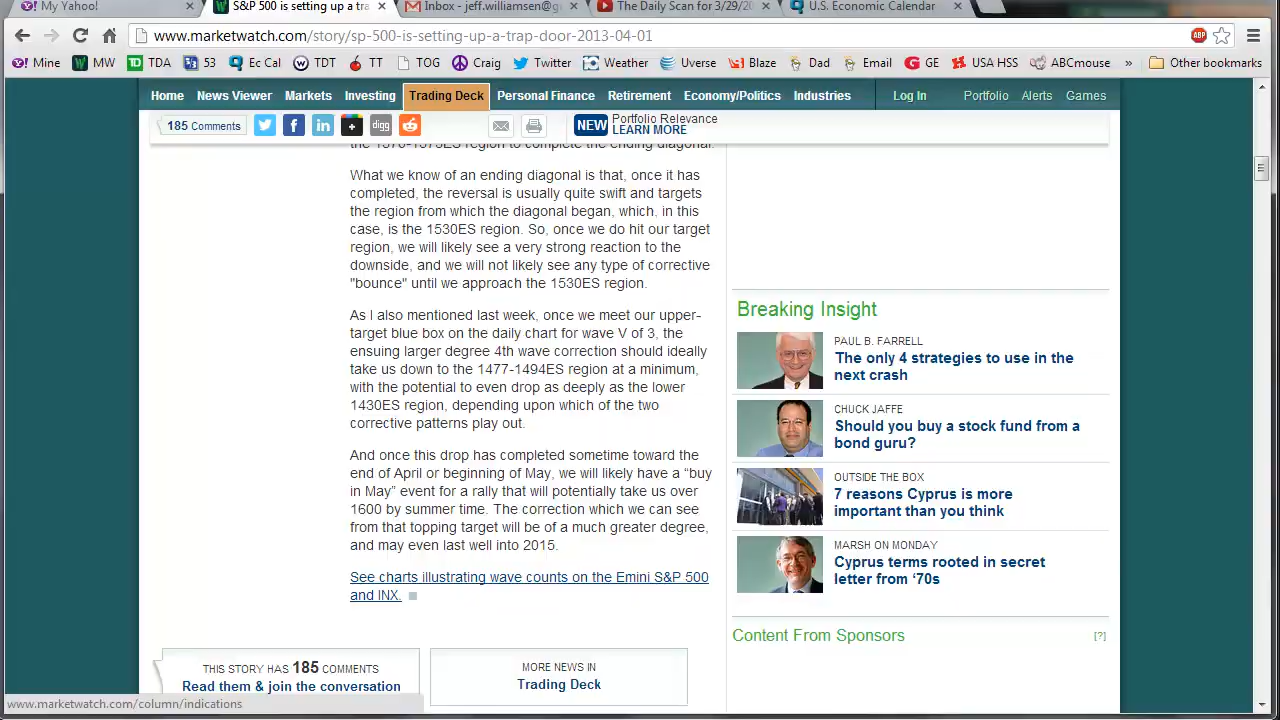 My Yahoo!
S&P 500 is setting up a tra
Inbox - jeff.williamsen@g
The Daily Scan for 3/29/20
U.S. Economic Calendar
www.marketwatch.com/story/sp-500-is-setting-up-a-trap-door-2013-04-01
Mine MW TDA 53 Ec Cal TDT TT TOG Craig Twitter Weather Uverse Blaze Dad Email GE USA HSS ABCmouse » Other bookmarks
Home News Viewer Markets Investing Trading Deck Personal Finance Retirement Economy/Politics Industries Log In Portfolio Alerts Games
185 Comments
NEW Portfolio Relevance
LEARN MORE
the 1570-1575ES region to complete the ending diagonal.
What we know of an ending diagonal is that, once it has
completed, the reversal is usually quite swift and targets
the region from which the diagonal began, which, in this
case, is the 1530ES region. So, once we do hit our target
region, we will likely see a very strong reaction to the
downside, and we will not likely see any type of corrective
"bounce" until we approach the 1530ES region.
As I also mentioned last week, once we meet our upper-
target blue box on the daily chart for wave V of 3, the
ensuing larger degree 4th wave correction should ideally
take us down to the 1477-1494ES region at a minimum,
with the potential to even drop as deeply as the lower
1430ES region, depending upon which of the two
corrective patterns play out.
And once this drop has completed sometime toward the
end of April or beginning of May, we will likely have a “buy
in May” event for a rally that will potentially take us over
1600 by summer time. The correction which we can see
from that topping target will be of a much greater degree,
and may even last well into 2015.
See charts illustrating wave counts on the Emini S&P 500
and INX.
THIS STORY HAS 185 COMMENTS
Read them & join the conversation
MORE NEWS IN
Trading Deck
Breaking Insight
PAUL B. FARRELL
The only 4 strategies to use in the
next crash
CHUCK JAFFE
Should you buy a stock fund from a
bond guru?
OUTSIDE THE BOX
7 reasons Cyprus is more
important than you think
MARSH ON MONDAY
Cyprus terms rooted in secret
letter from ‘70s
Content From Sponsors [?]
www.marketwatch.com/column/indications